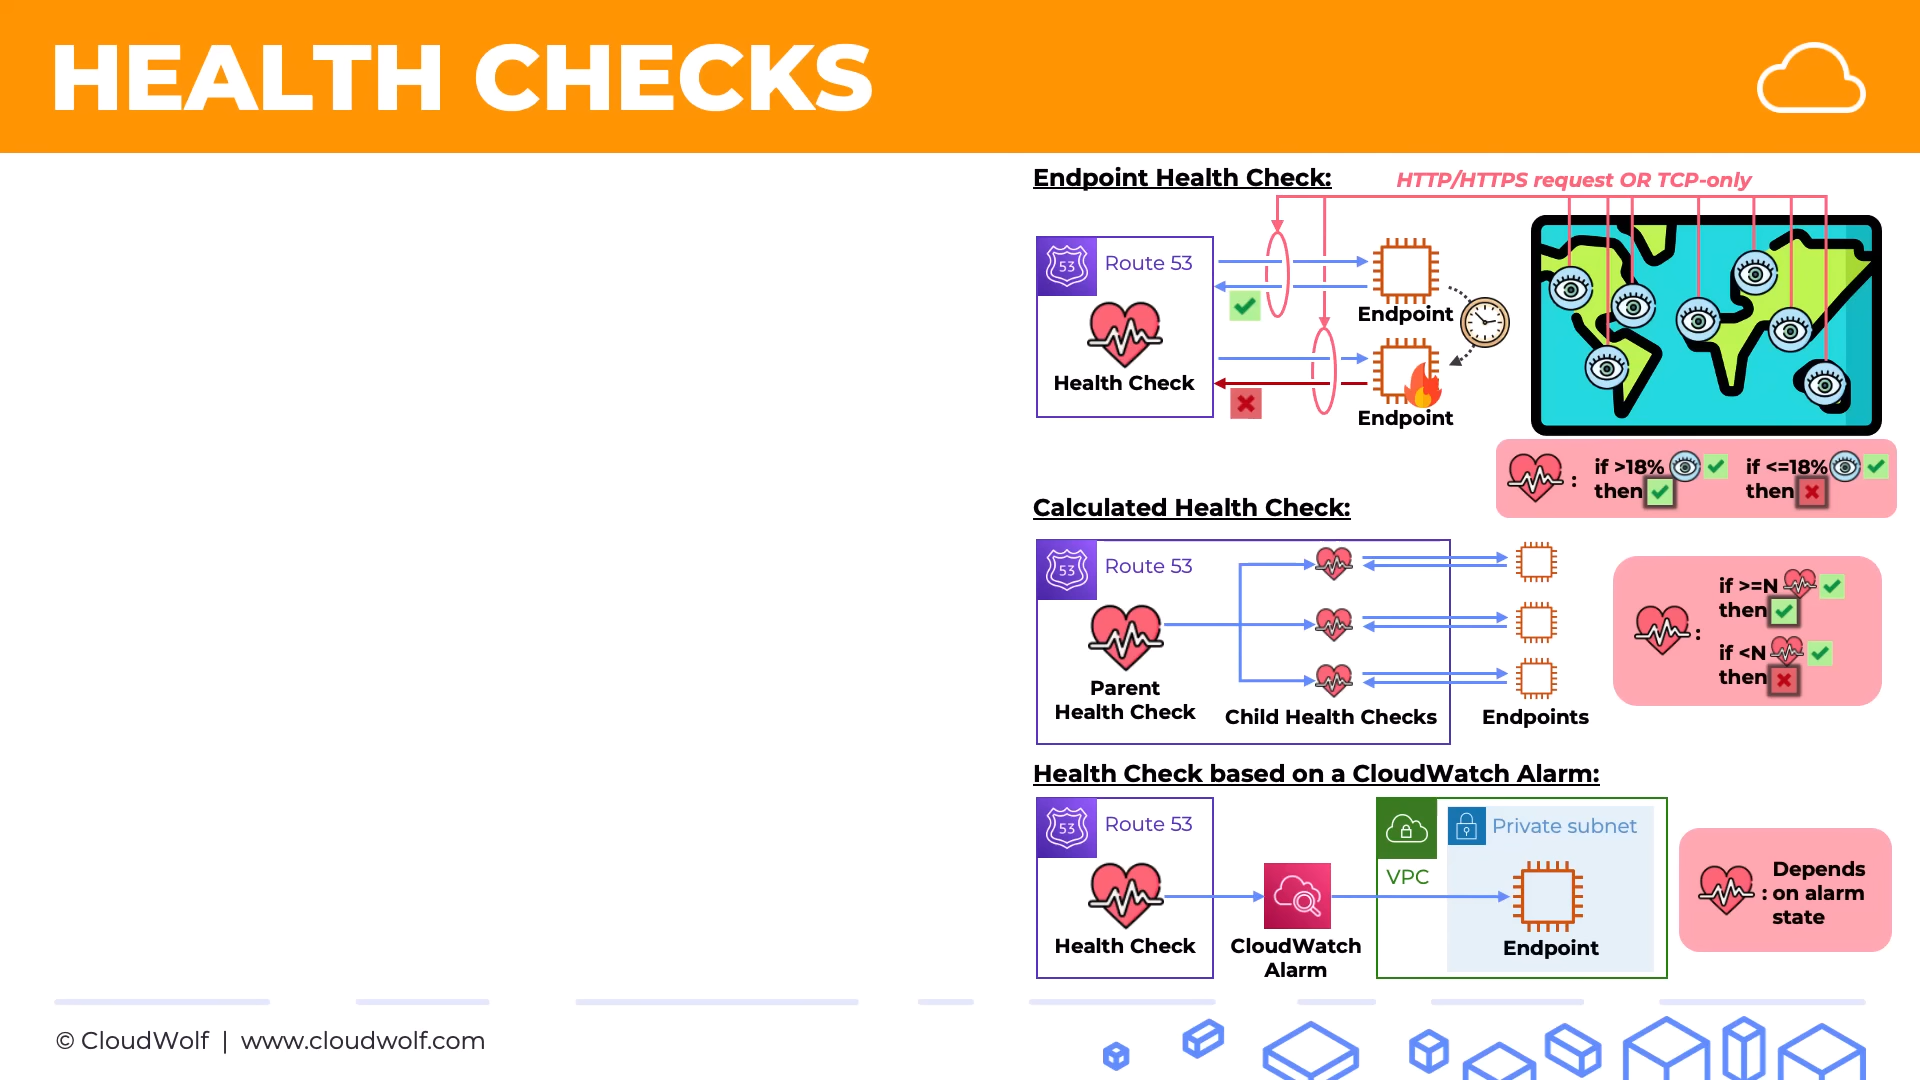 HEALTH CHECKS
Endpoint Health Check:
HTTP/HTTPS request OR TCP-only
53
Route 53
Health Check
Endpoint
Endpoint
: if >18%
then
if <=18%
then
Calculated Health Check:
53
Route 53
Parent
Health Check
Child Health Checks
Endpoints
: if >=N
then
if <N
then
Health Check based on a CloudWatch Alarm:
53
Route 53
Health Check
CloudWatch
Alarm
VPC
Private subnet
Endpoint
: Depends
on alarm
state
© CloudWolf | www.cloudwolf.com